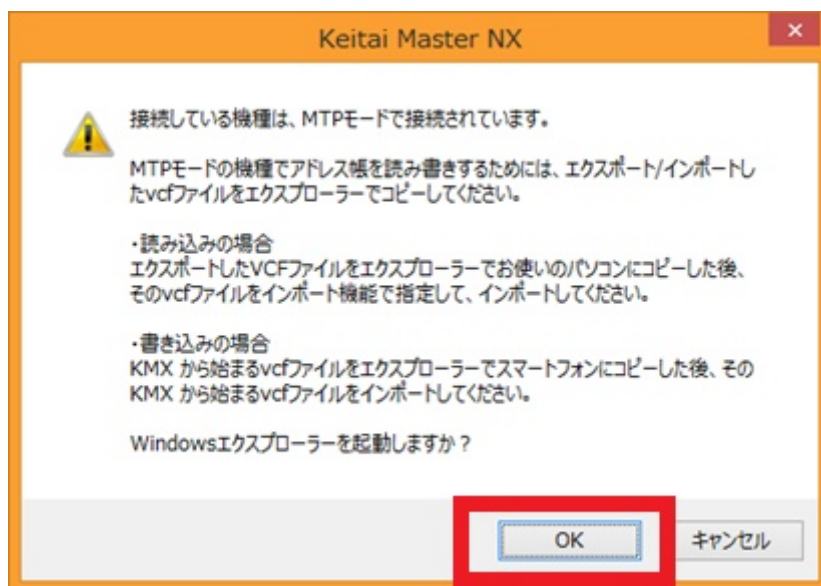 Keitai Master NX
接続している機種は、MTPモードで接続されています。
MTPモードの機種でアドレス帳を読み書きするためには、エクスポート/インポートし
たvcfファイルをエクスプローラーでコピーしてください。
・読み込みの場合
エクスポートしたVCFファイルをエクスプローラーでお使いのパソコンにコピーした後、
そのvcfファイルをインポート機能で指定して、インポートしてください。
・書き込みの場合
KMX から始まるvcfファイルをエクスプローラーでスマートフォンにコピーした後、その
KMX から始まるvcfファイルをインポートしてください。
Windowsエクスプローラーを起動しますか？
OK
キャンセル